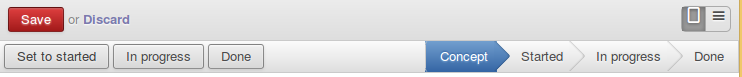 Save or Discard
Set to started In progress Done Concept Started In progress Done